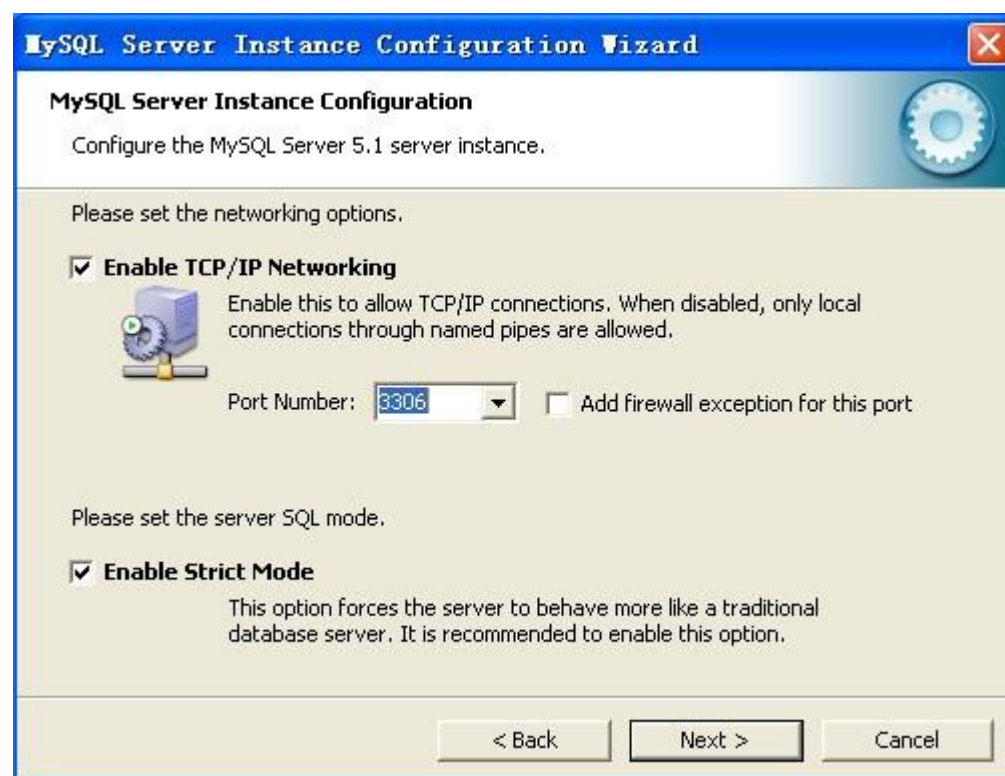 MySQL Server Instance Configuration Wizard
MySQL Server Instance Configuration
Configure the MySQL Server 5.1 server instance.
Please set the networking options.
Enable TCP/IP Networking
Enable this to allow TCP/IP connections. When disabled, only local
connections through named pipes are allowed.
Port Number: 3306 Add firewall exception for this port
Please set the server SQL mode.
Enable Strict Mode
This option forces the server to behave more like a traditional
database server. It is recommended to enable this option.
< Back Next > Cancel